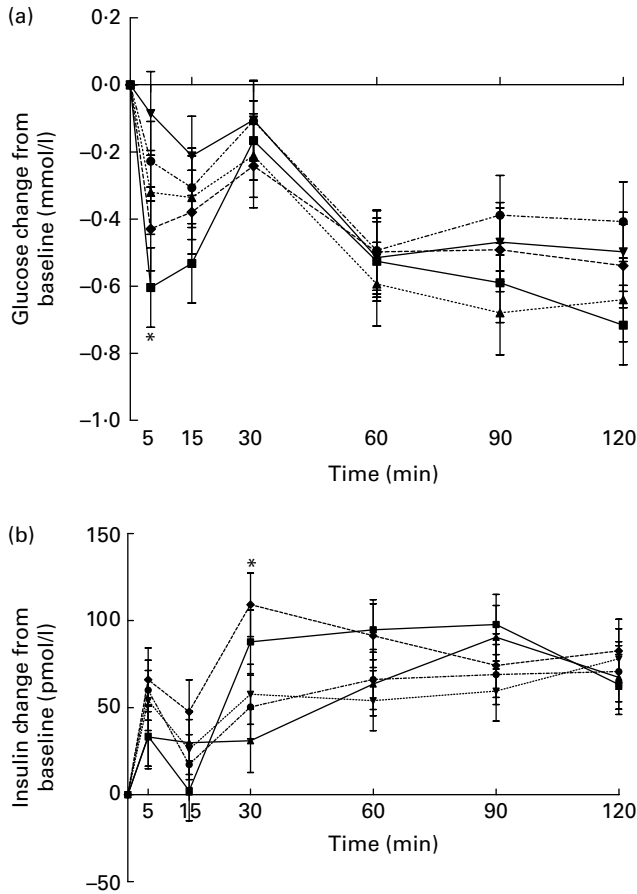 (a)
0·2
0·0
−0·2
−0·4
−0·6
−0·8
−1·0
Glucose change from
baseline (mmol/l)
*
5 15 30 60 90 120
Time (min)
(b)
150
100
50
0
−50
Insulin change from
baseline (pmol/l)
*
5 15 30 60 90 120
Time (min)